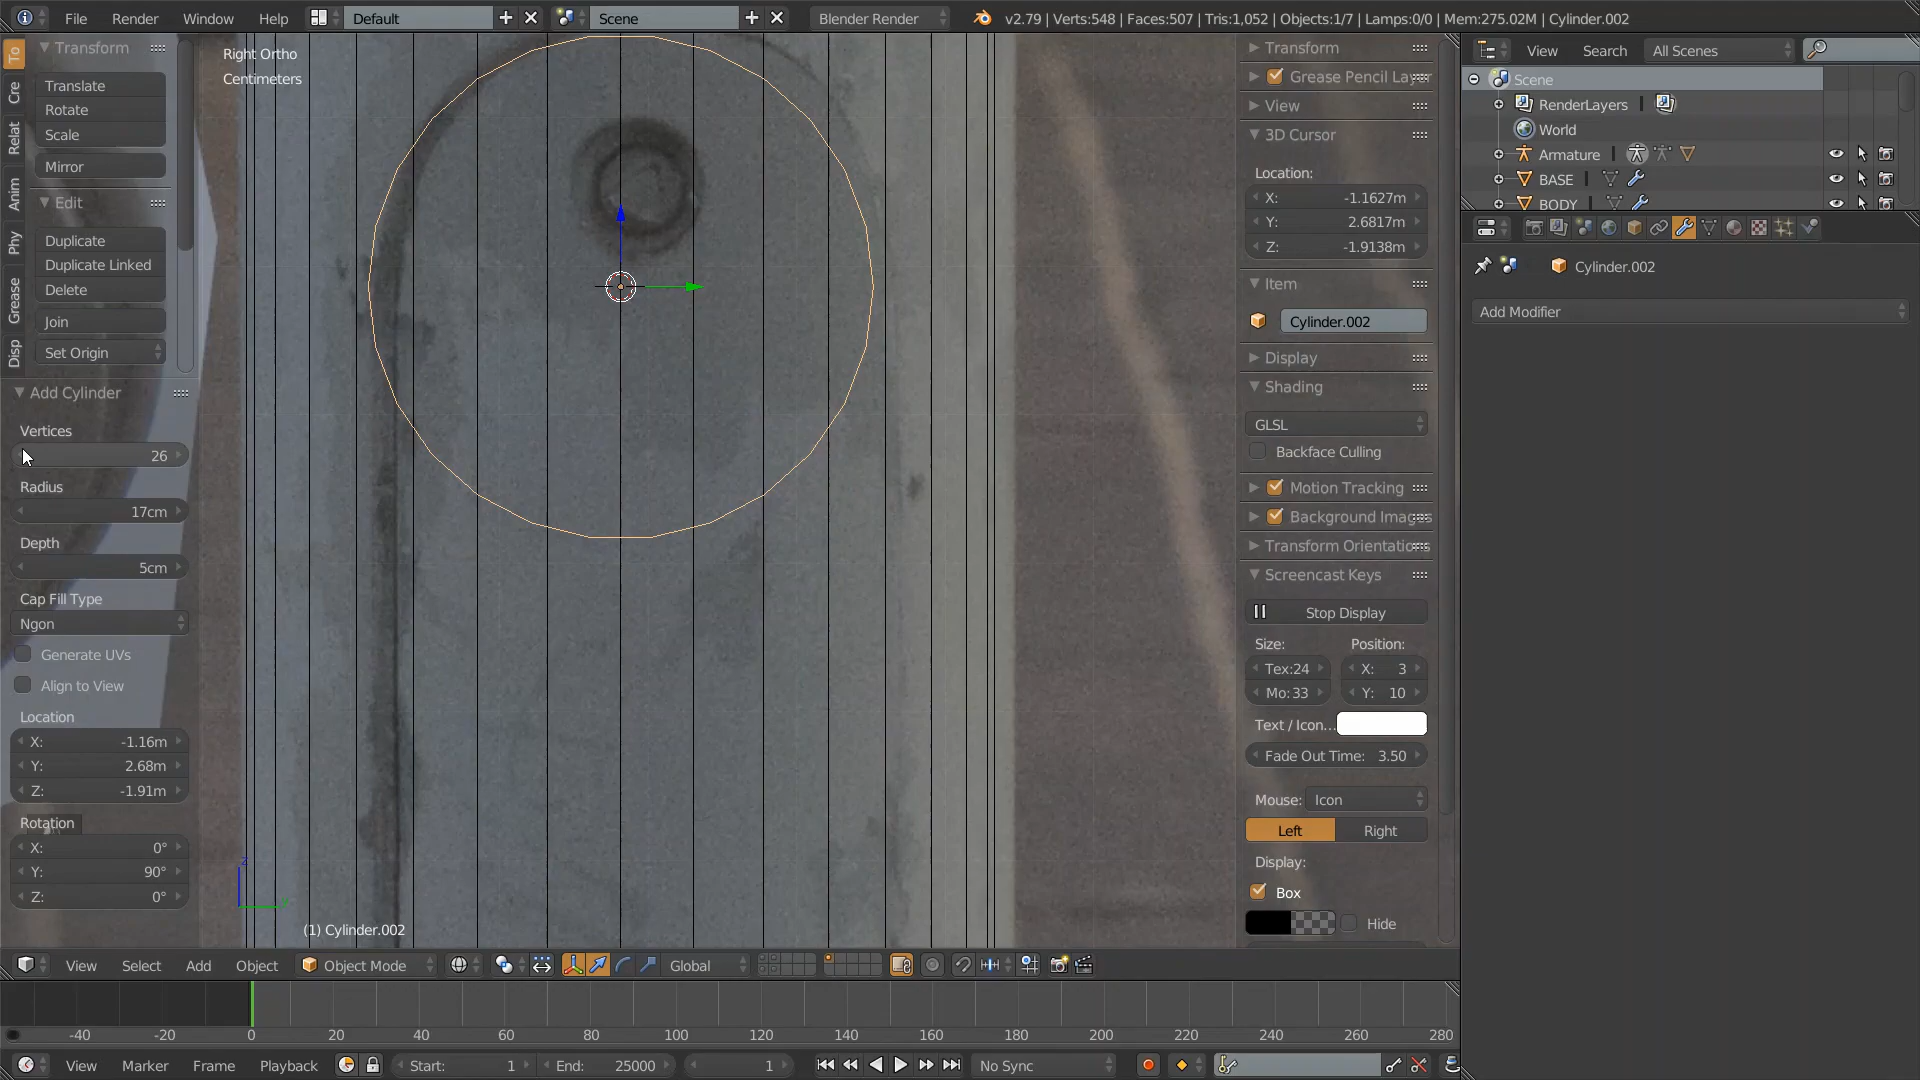 File Render Window Help Default Scene Blender Render v2.79 | Verts:548 | Faces:507 | Tris:1,052 | Objects:1/7 | Lamps:0/0 | Mem:275.02M | Cylinder.002
Transform
Translate
Rotate
Scale
Mirror
Edit
Duplicate
Duplicate Linked
Delete
Join
Set Origin
To
Cre
Relat
Anim
Phy
Grease
Disp
Add Cylinder
Vertices
26
Radius
17cm
Depth
5cm
Cap Fill Type
Ngon
Generate UVs
Align to View
Location
X: -1.16m
Y: 2.68m
Z: -1.91m
Rotation
X: 0°
Y: 90°
Z: 0°
Right Ortho
Centimeters
(1) Cylinder.002
Transform
Grease Pencil Layer
View
3D Cursor
Location:
X: -1.1627m
Y: 2.6817m
Z: -1.9138m
Item
Cylinder.002
Display
Shading
GLSL
Backface Culling
Motion Tracking
Background Images
Transform Orientations
Screencast Keys
Stop Display
Size: Position:
Tex:24 X: 3
Mo:33 Y: 10
Text / Icon...
Fade Out Time: 3.50
Mouse: Icon
Left Right
Display:
Box
Hide
View Search All Scenes
Scene
RenderLayers
World
Armature
BASE
BODY
Cylinder.002
Add Modifier
View Select Add Object Object Mode Global
-40 -20 0 20 40 60 80 100 120 140 160 180 200 220 240 260 280
View Marker Frame Playback Start: 1 End: 25000 1 No Sync